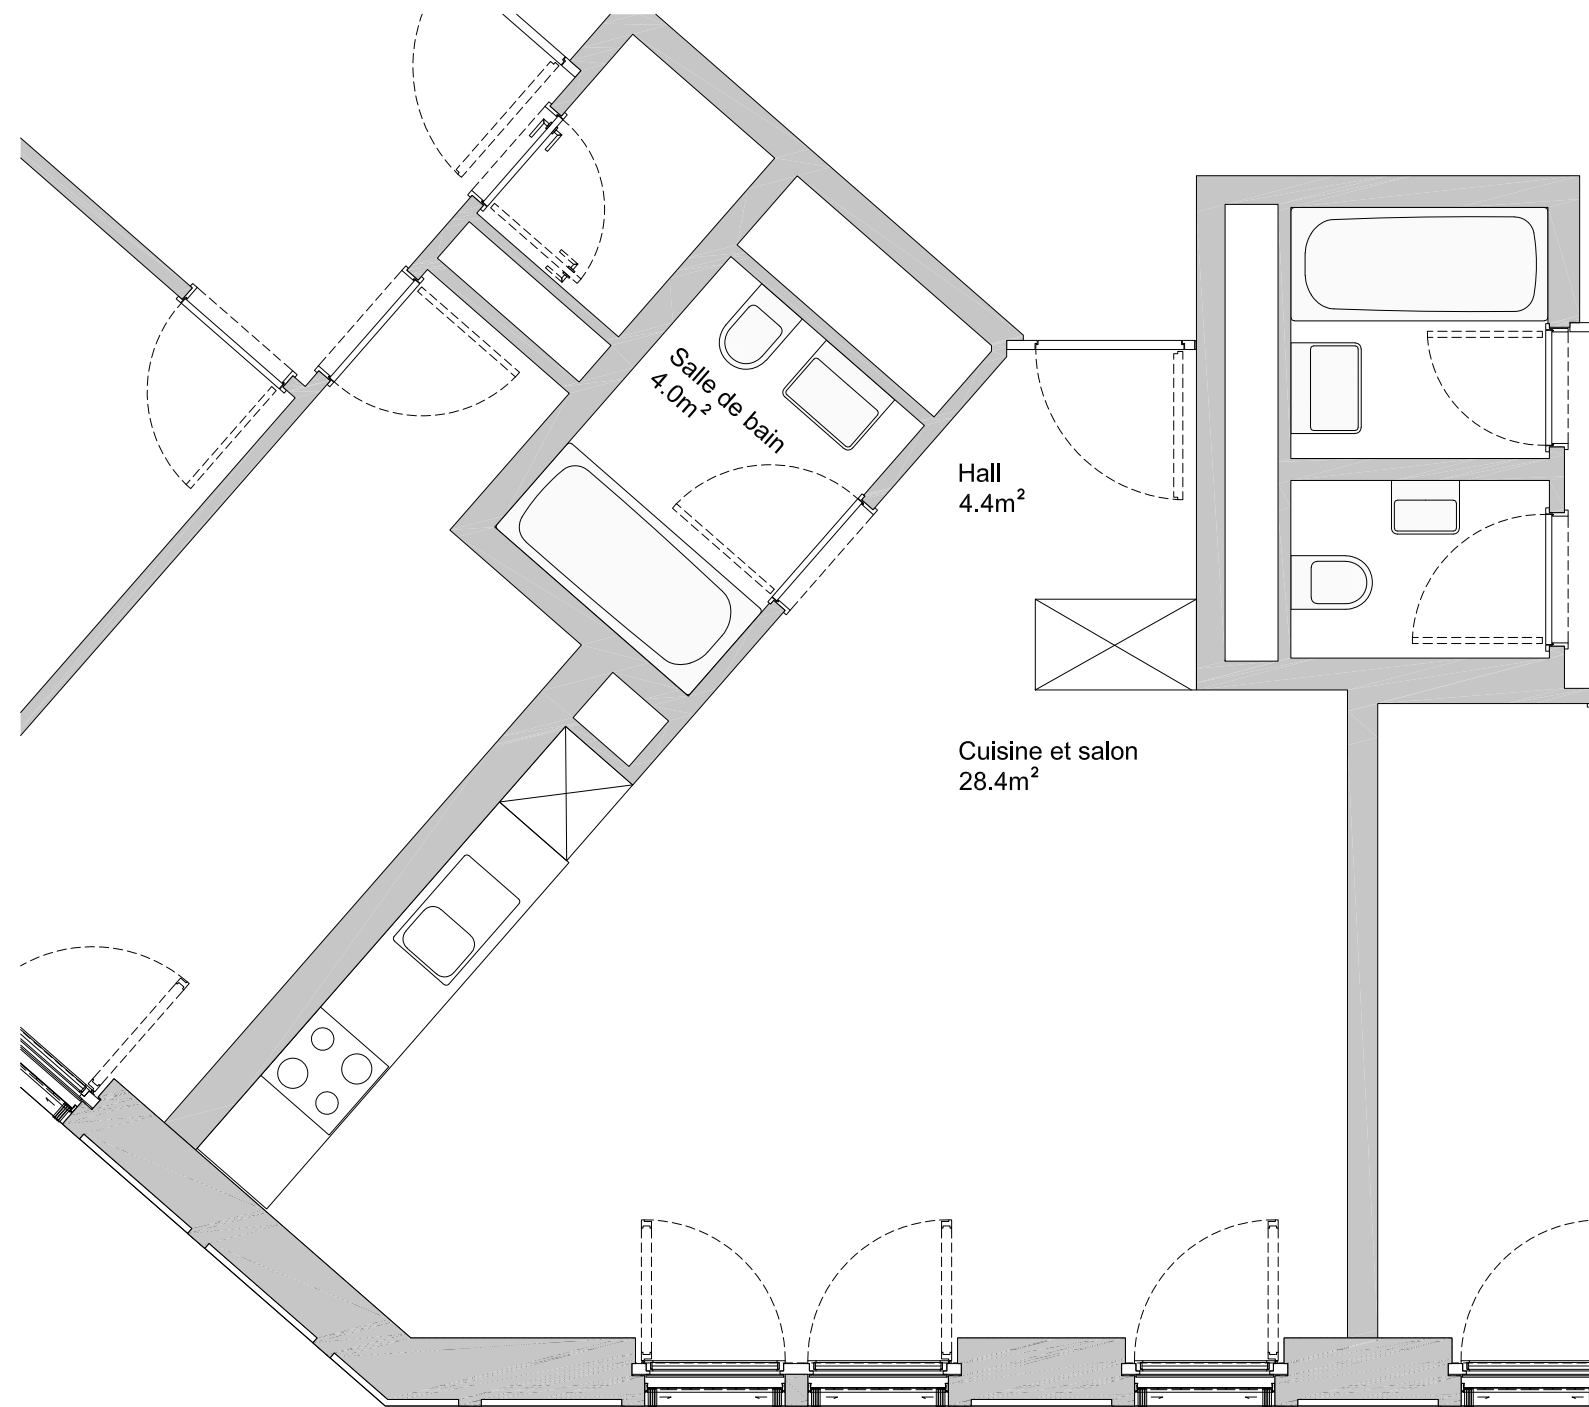 Salle de bain
4.0m²
Hall
4.4m²
Cuisine et salon
28.4m²